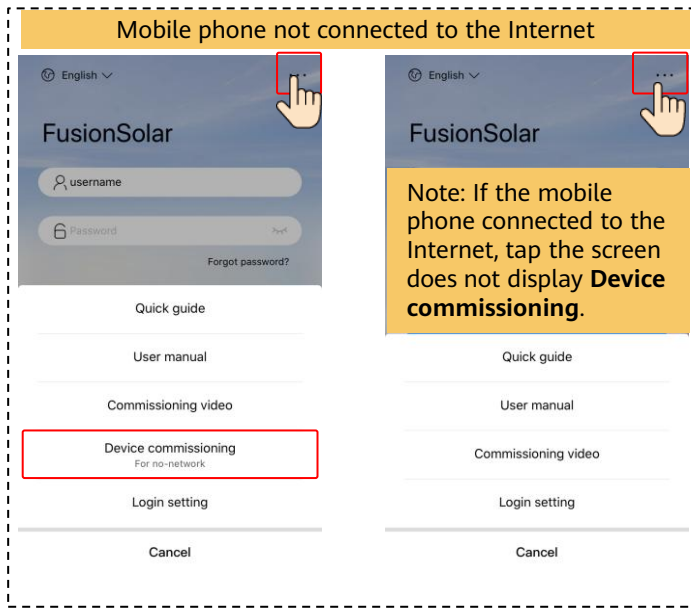 Mobile phone not connected to the Internet
English
...
FusionSolar
username
Password
Forgot password?
Quick guide
User manual
Commissioning video
Device commissioning
For no-network
Login setting
Cancel
English
...
FusionSolar
Note: If the mobile
phone connected to the
Internet, tap the screen
does not display Device
commissioning.
Quick guide
User manual
Commissioning video
Login setting
Cancel